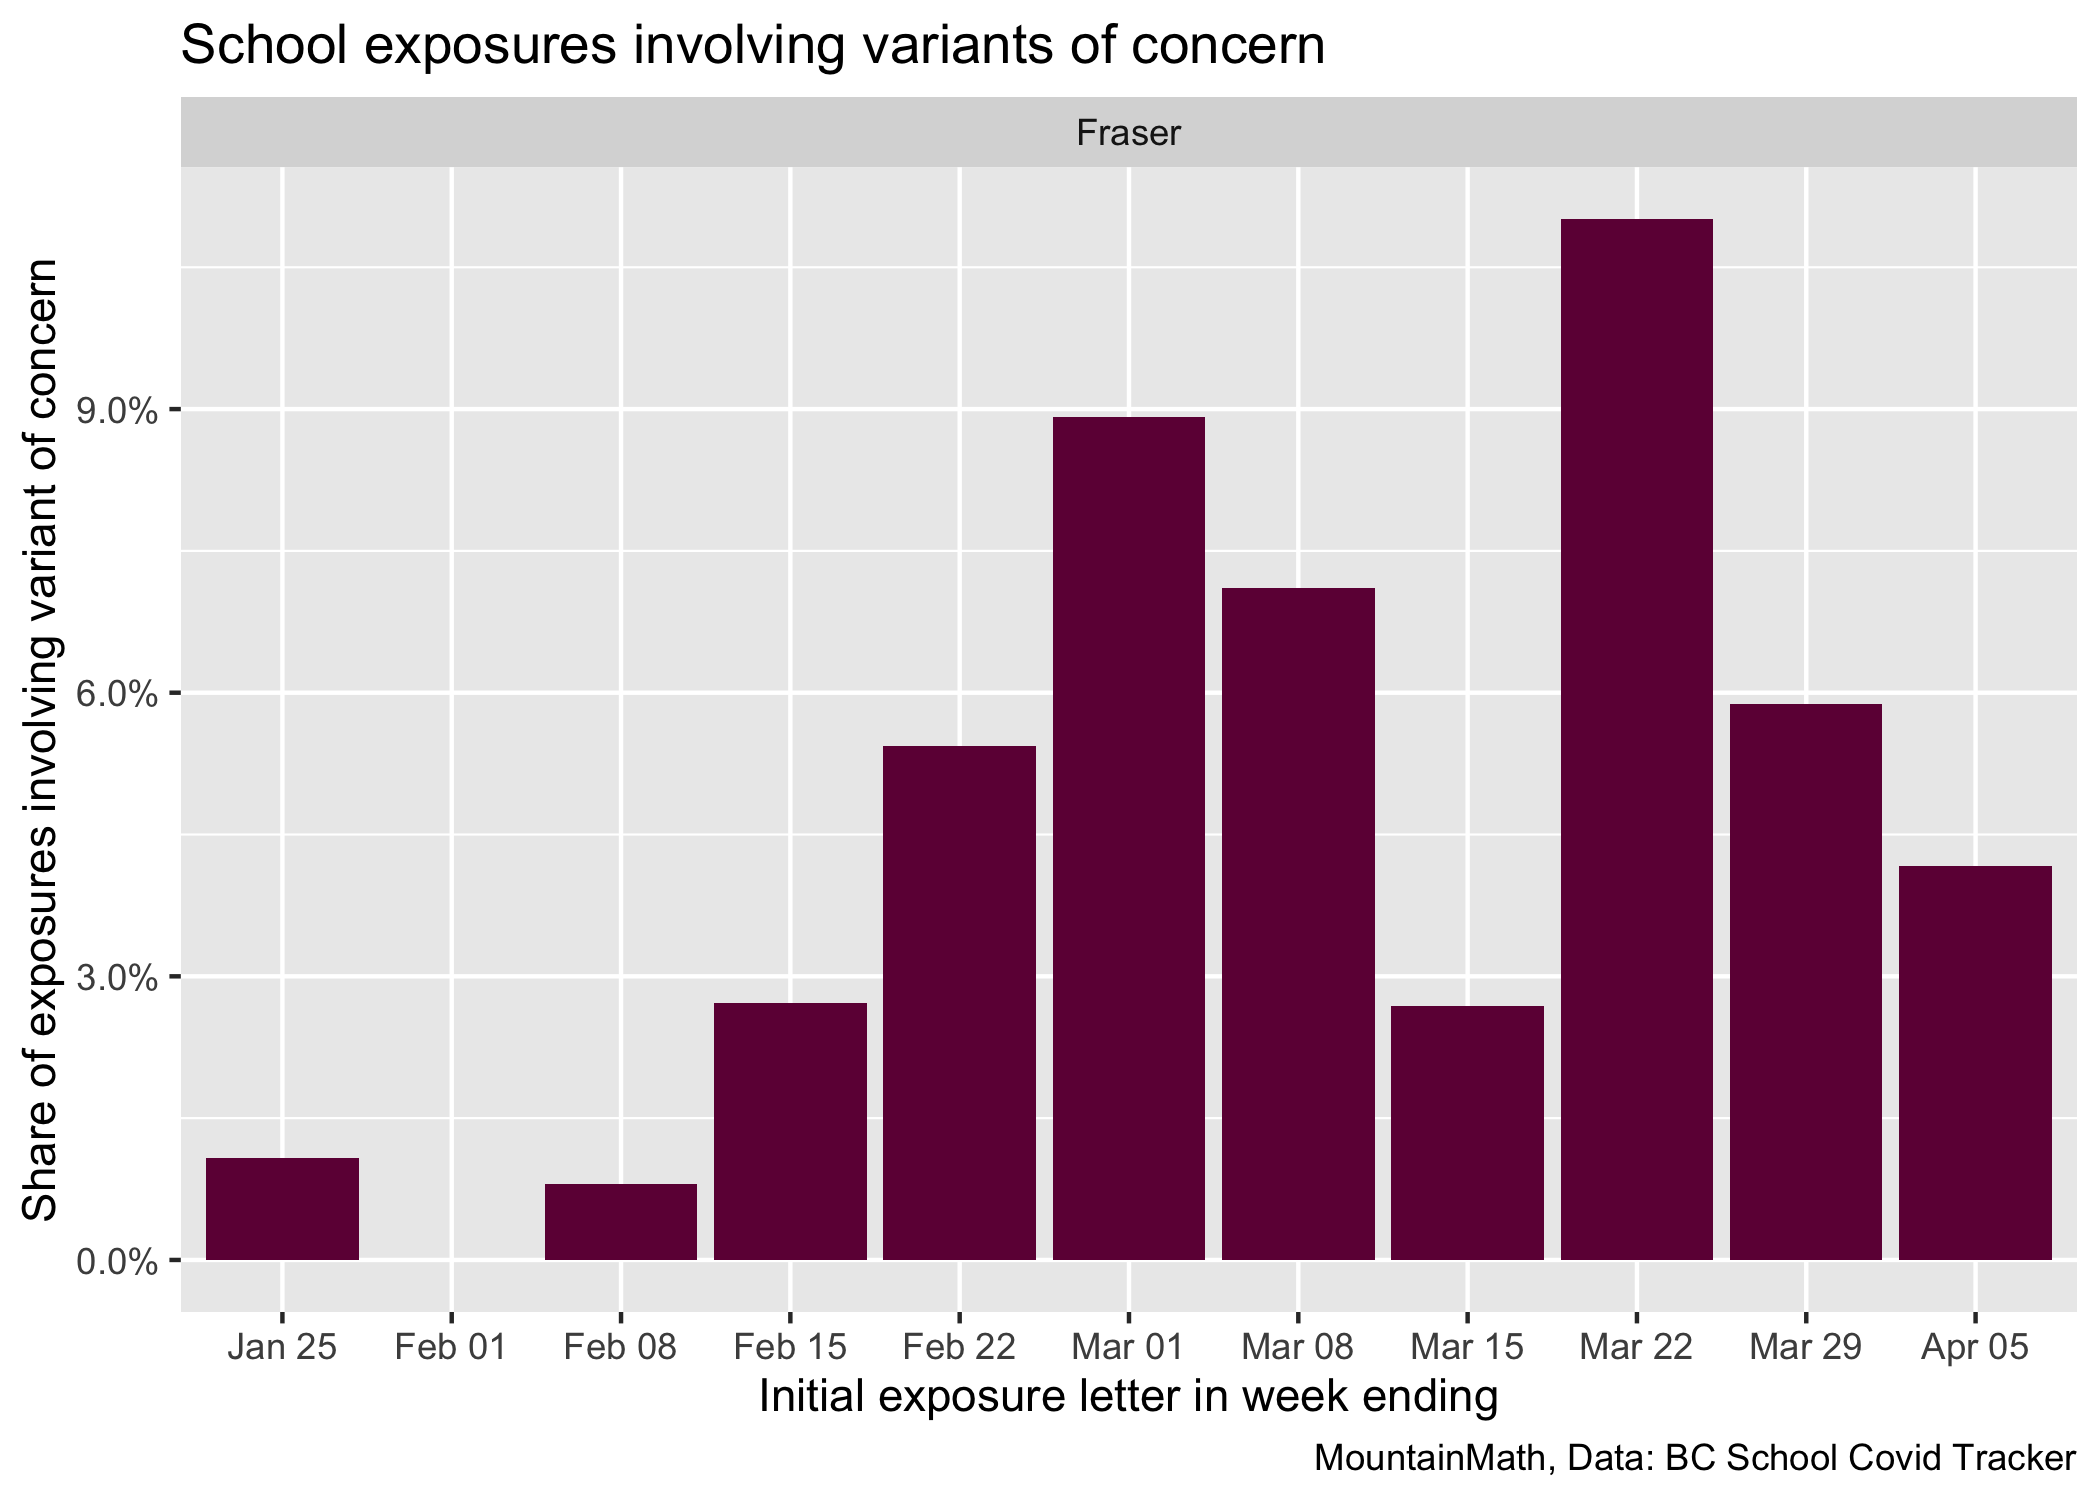 School exposures involving variants of concern
Fraser
Share of exposures involving variant of concern
9.0%
6.0%
3.0%
0.0%
Jan 25 Feb 01 Feb 08 Feb 15 Feb 22 Mar 01 Mar 08 Mar 15 Mar 22 Mar 29 Apr 05
Initial exposure letter in week ending
MountainMath, Data: BC School Covid Tracker